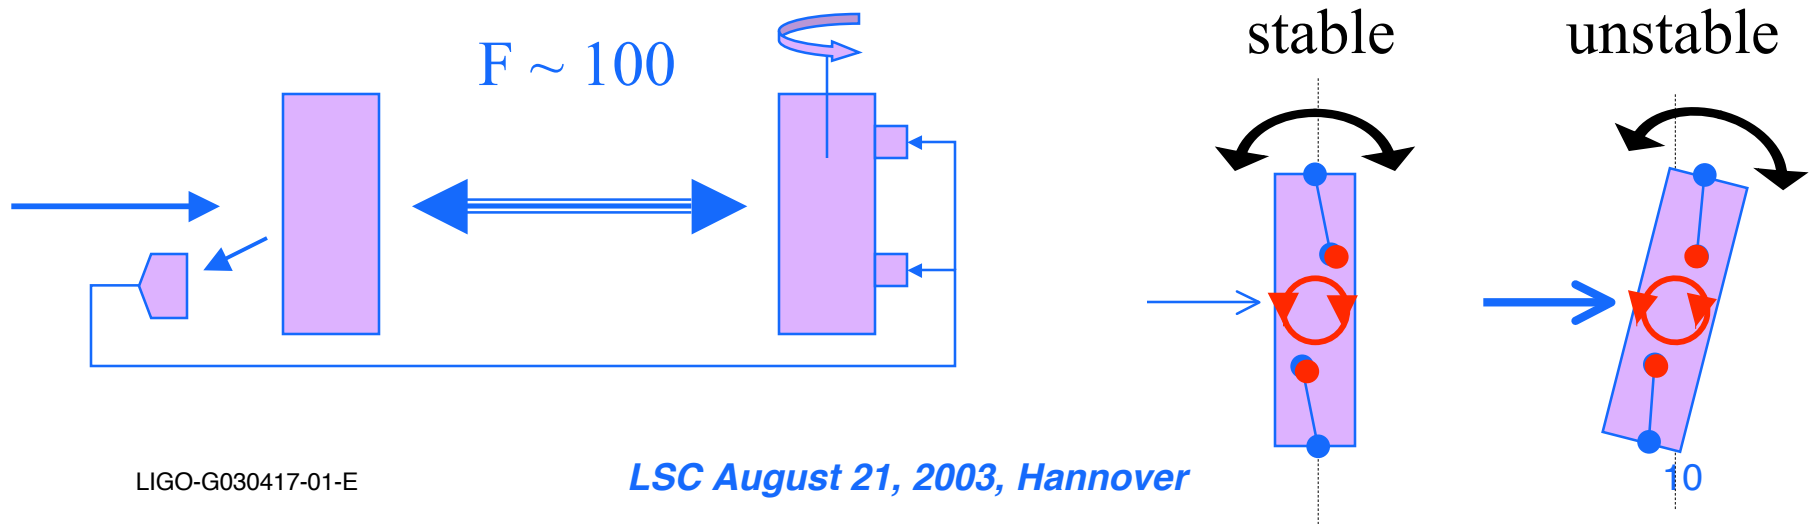 F ~ 100
stable
unstable
LIGO-G030417-01-E
LSC August 21, 2003, Hannover
10